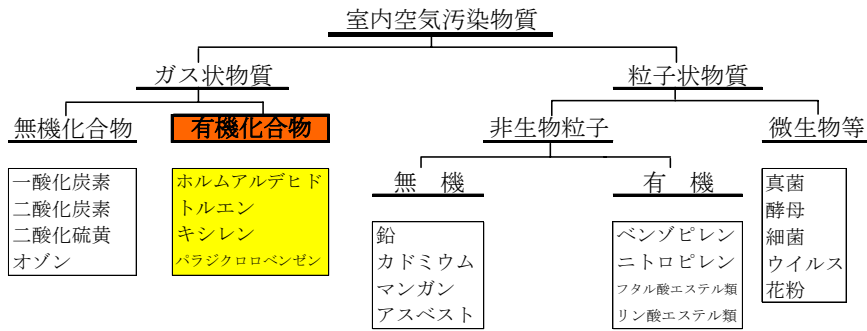 室内空気汚染物質
ガス状物質
粒子状物質
無機化合物
有機化合物
非生物粒子
微生物等
一酸化炭素
二酸化炭素
二酸化硫黄
オゾン
ホルムアルデヒド
トルエン
キシレン
パラジクロロベンゼン
無 機
有 機
鉛
カドミウム
マンガン
アスベスト
ベンゾピレン
ニトロピレン
フタル酸エステル類
リン酸エステル類
真菌
酵母
細菌
ウイルス
花粉